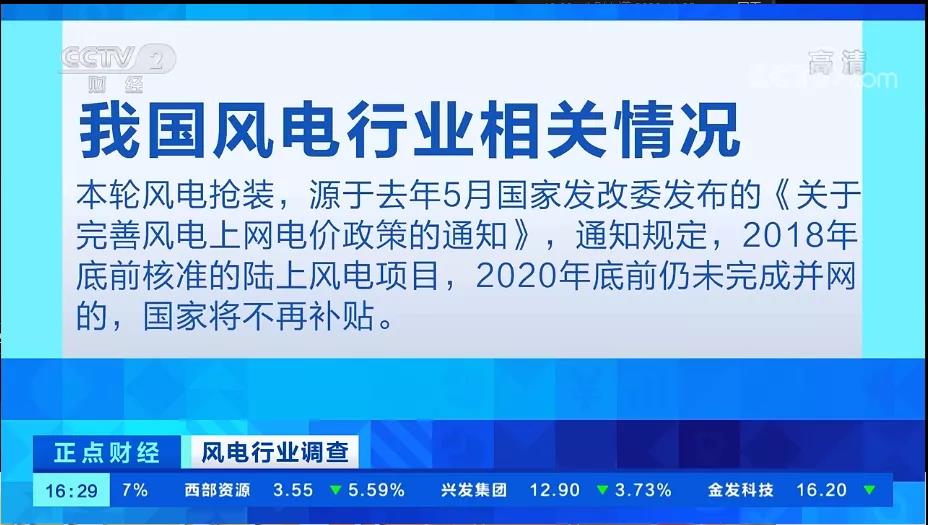 CCTV 2
财 经
高清
我国风电行业相关情况
本轮风电抢装，源于去年5月国家发改委发布的《关于
完善风电上网电价政策的通知》，通知规定，2018年
底前核准的陆上风电项目，2020年底前仍未完成并网
的，国家将不再补贴。
正点财经 风电行业调查
16:29 7% 西部资源 3.55 ▼5.59% 兴发集团 12.90 ▼3.73% 金发科技 16.20 ▼